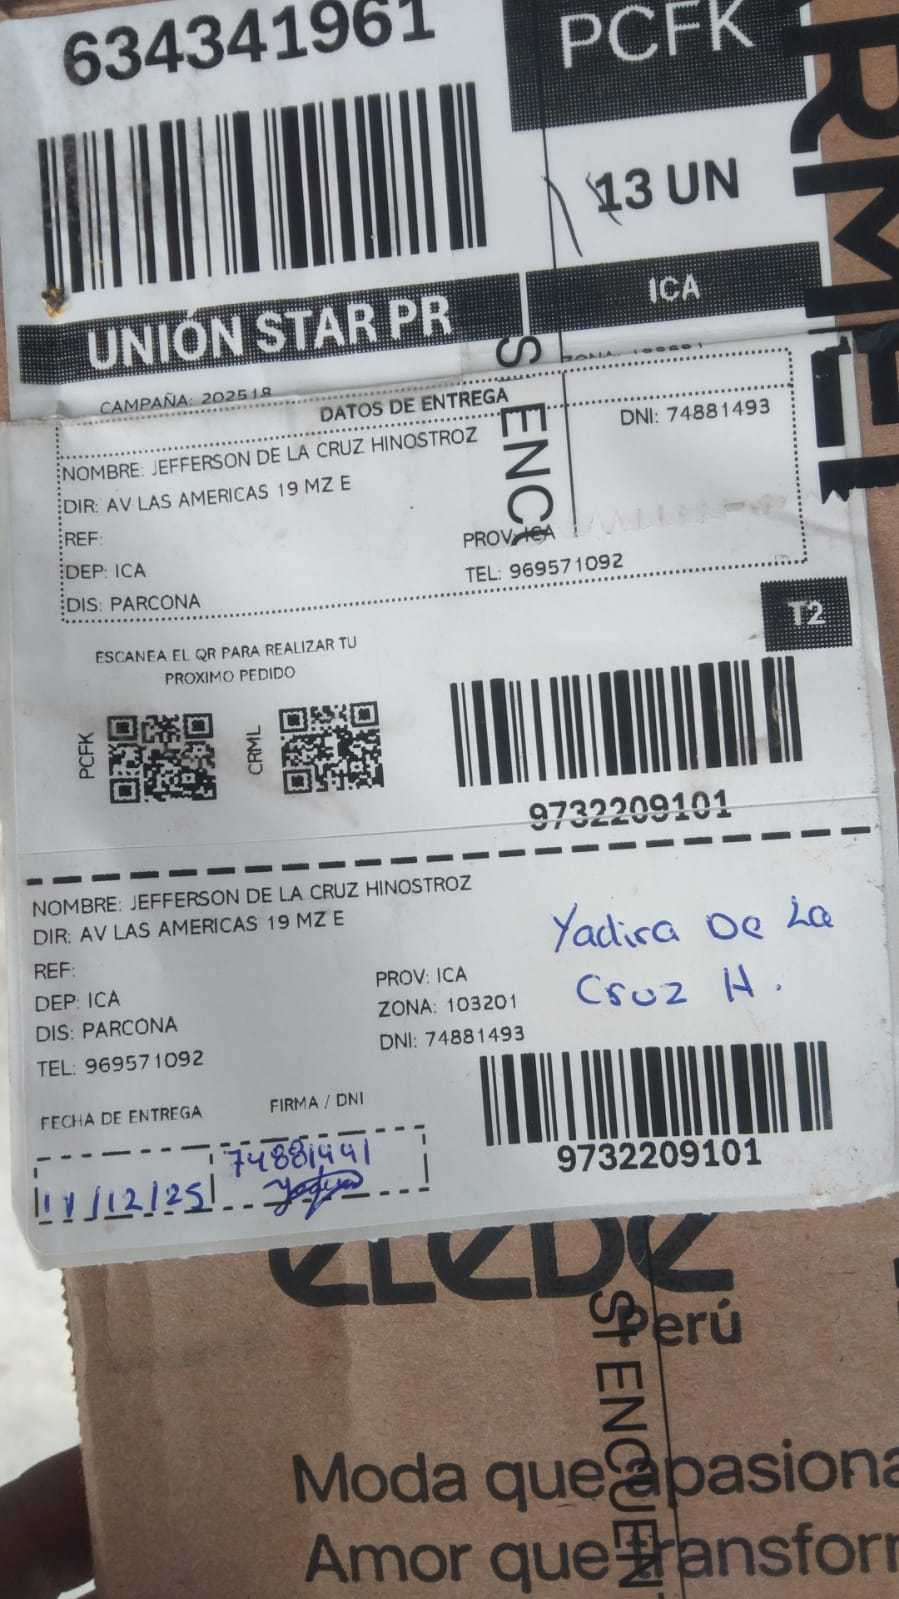 634341961
PCFK
13 UN
UNIÓN STAR PR
ICA
CAMPAÑA: 202518
DATOS DE ENTREGA
NOMBRE: JEFFERSON DE LA CRUZ HINOSTROZ
DNI: 74881493
DIR: AV LAS AMERICAS 19 MZ E
REF:
PROV: ICA
DEP: ICA
TEL: 969571092
DIS: PARCONA
T2
ESCANEA EL QR PARA REALIZAR TU
PROXIMO PEDIDO
PCFK
CRML
9732209101
NOMBRE: JEFFERSON DE LA CRUZ HINOSTROZ
DIR: AV LAS AMERICAS 19 MZ E
Yadira De La
Cruz H.
REF:
PROV: ICA
DEP: ICA
ZONA: 103201
DIS: PARCONA
DNI: 74881493
TEL: 969571092
FECHA DE ENTREGA
FIRMA / DNI
11/12/25
74881491
9732209101
Perú
SI ENCUENT
Moda que apasiona
Amor que transfor